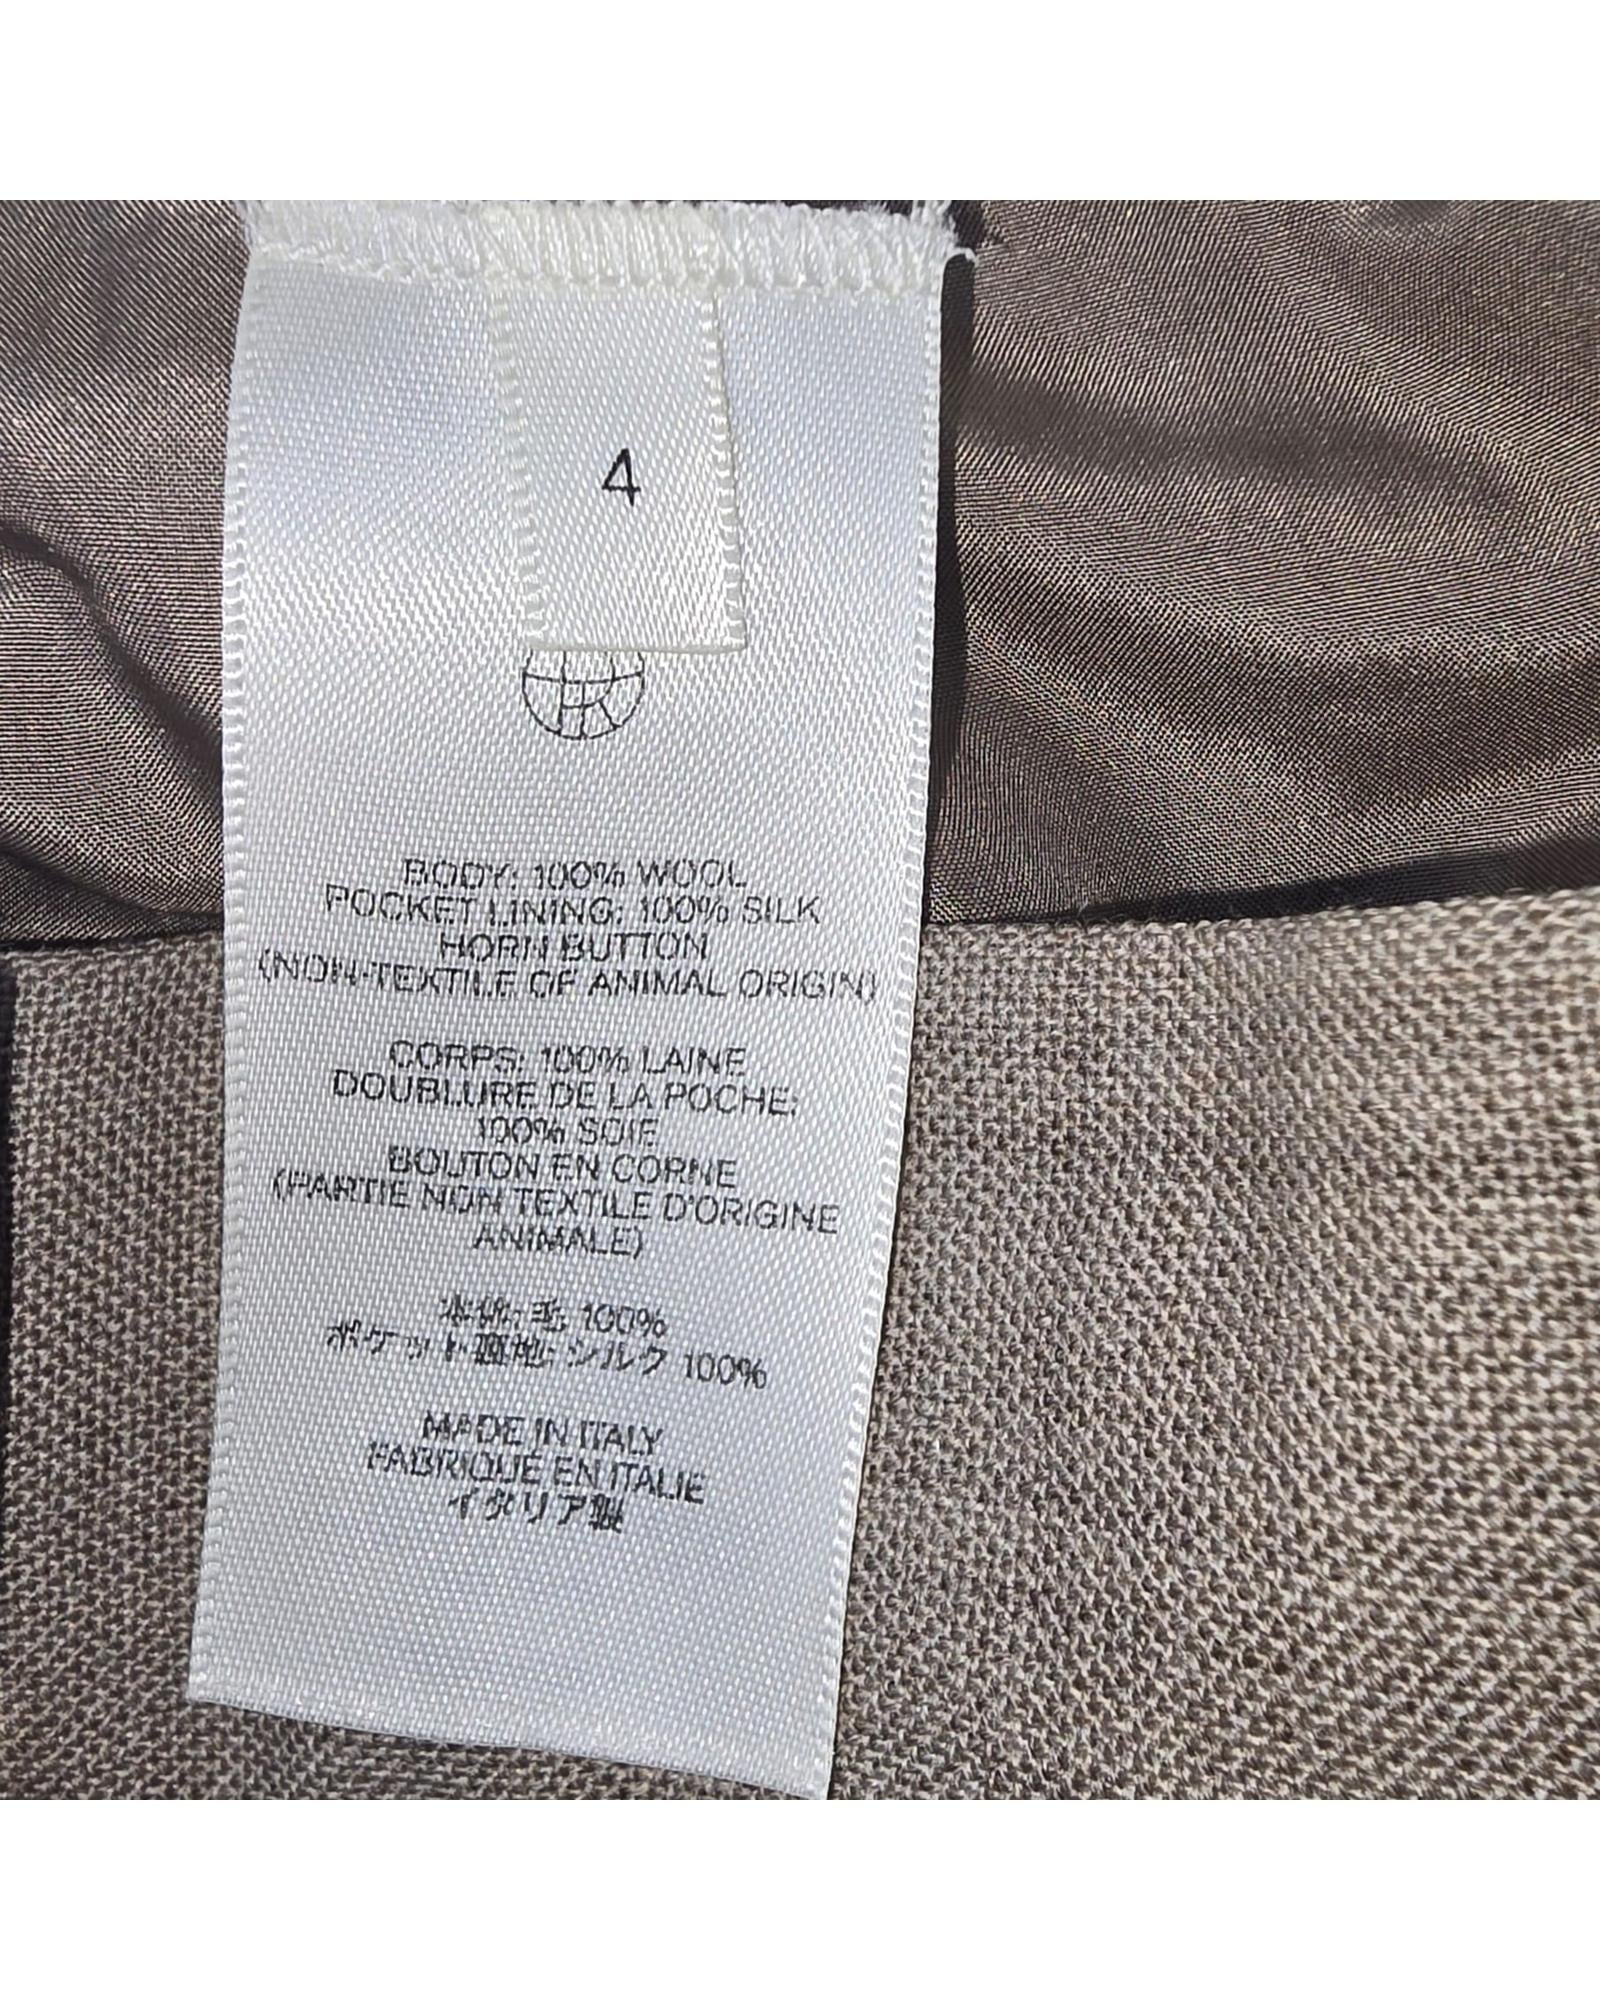 4
BODY: 100% WOOL
POCKET LINING: 100% SILK
HORN BUTTON
(NON-TEXTILE OF ANIMAL ORIGIN)
CORPS: 100% LAINE
DOUBLURE DE LA POCHE:
100% SOIE
BOUTON EN CORNE
(PARTIE NON TEXTILE D'ORIGINE
ANIMALE)
本体: 毛 100%
ポケット裏地: シルク 100%
MADE IN ITALY
FABRIQUE EN ITALIE
イタリア製